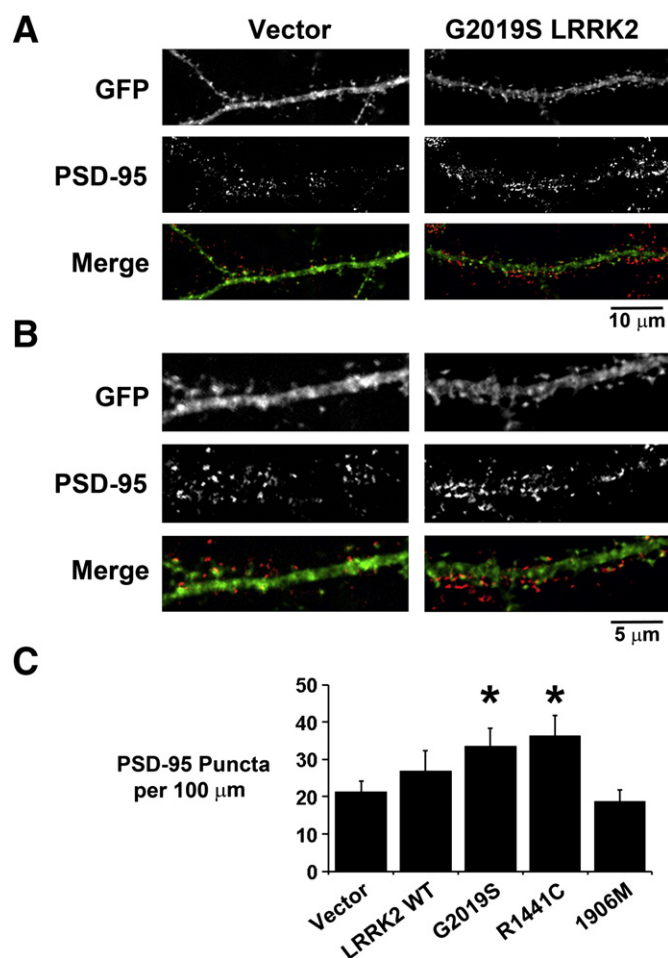 A
Vector
G2019S LRRK2
GFP
PSD-95
Merge
10 μm
B
GFP
PSD-95
Merge
5 μm
C
PSD-95 Puncta
per 100 μm
50
40
30
20
10
0
*
*
Vector
LRRK2 WT
G2019S
R1441C
1906M